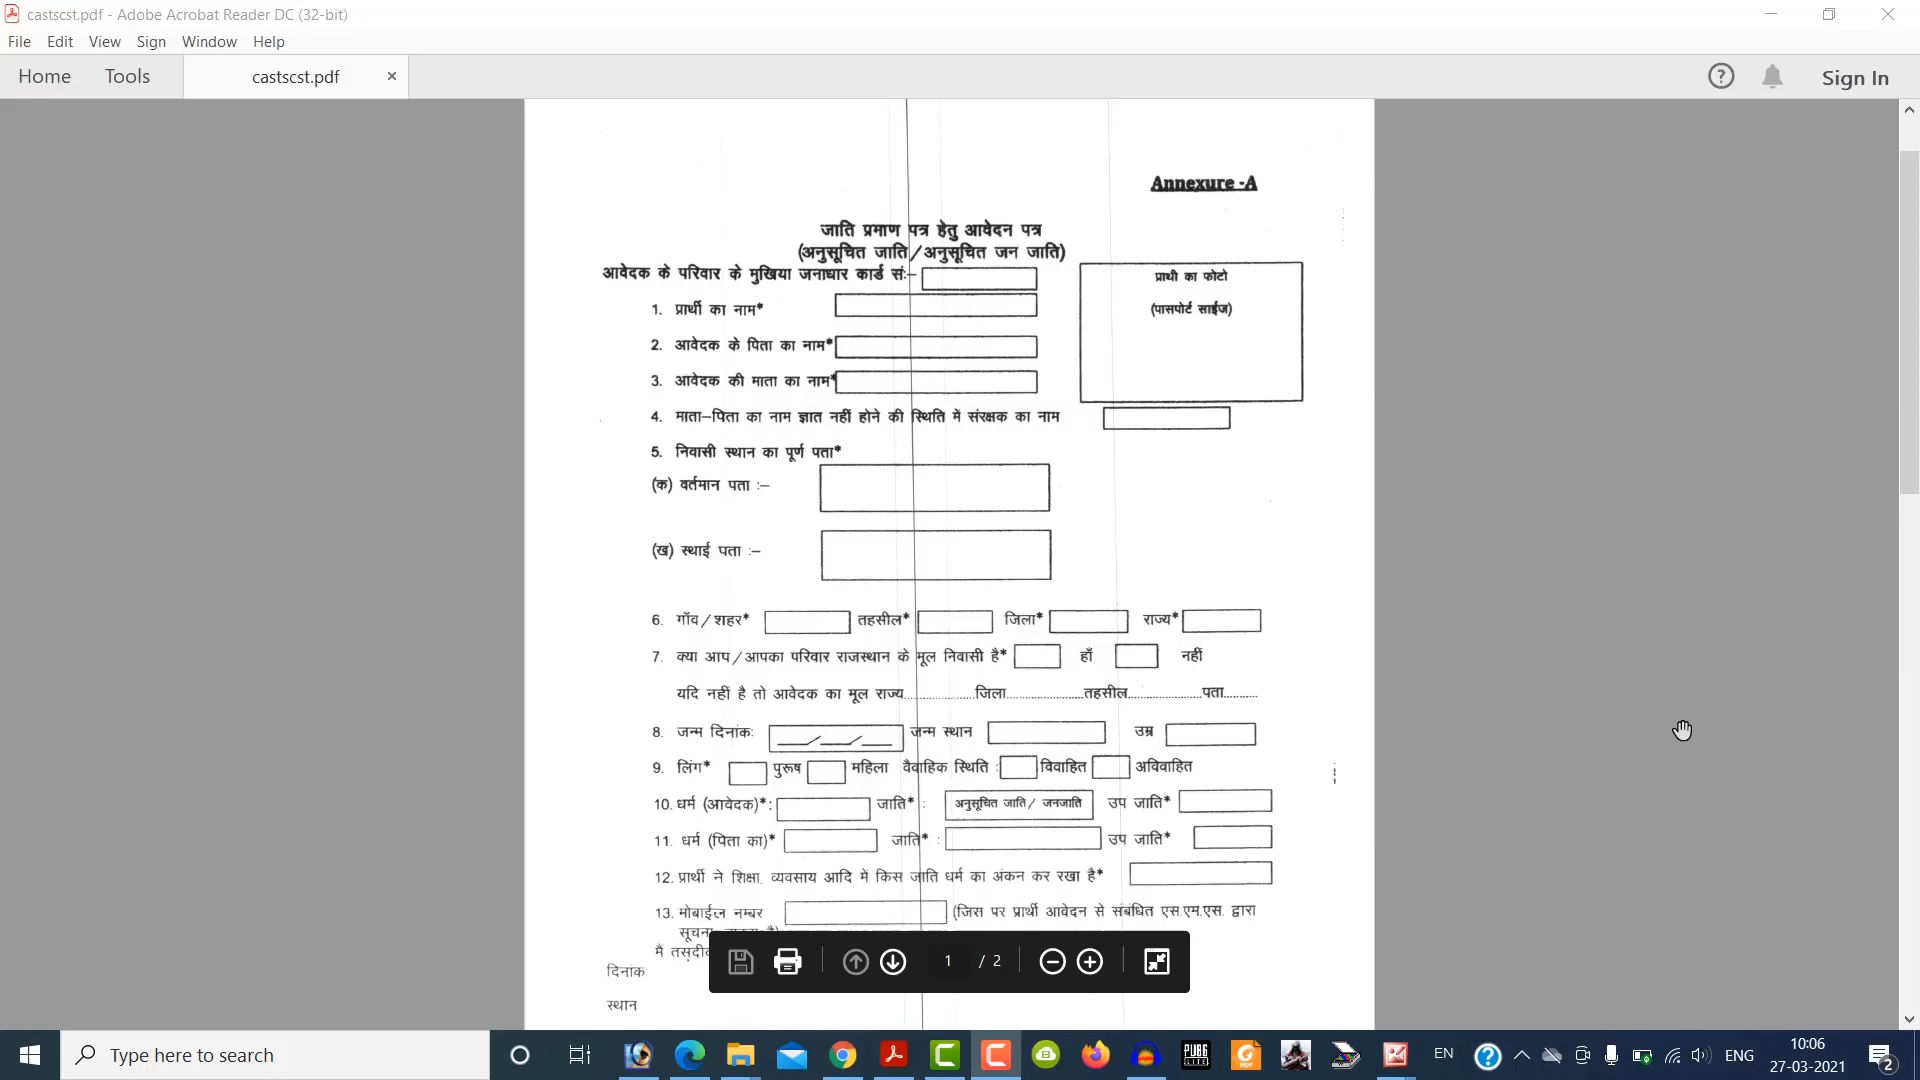 castscst.pdf - Adobe Acrobat Reader DC (32-bit)
File Edit View Sign Window Help
Home Tools castscst.pdf × ? Sign In
Annexure -A
जाति प्रमाण पत्र हेतु आवेदन पत्र
(अनुसूचित जाति/अनुसूचित जन जाति)
आवेदक के परिवार के मुखिया जनाधार कार्ड सं:–
प्रार्थी का फोटो
(पासपोर्ट साईज)
1. प्रार्थी का नाम*
2. आवेदक के पिता का नाम*
3. आवेदक की माता का नाम*
4. माता–पिता का नाम ज्ञात नहीं होने की स्थिति में संरक्षक का नाम
5. निवासी स्थान का पूर्ण पता*
(क) वर्तमान पता :–
(ख) स्थाई पता :–
6. गाँव/शहर* तहसील* जिला* राज्य*
7. क्या आप/आपका परिवार राजस्थान के मूल निवासी है* हाँ नहीं
यदि नहीं है तो आवेदक का मूल राज्य.................जिला..................तहसील.................पता..........
8. जन्म दिनांक: जन्म स्थान उम्र
9. लिंग* पुरूष महिला वैवाहिक स्थिति : विवाहित अविवाहित
10. धर्म (आवेदक)*: जाति* : अनुसूचित जाति/ जनजाति उप जाति*
11. धर्म (पिता का)* जाति* : उप जाति*
12. प्रार्थी ने शिक्षा, व्यवसाय आदि में किस जाति धर्म का अंकन कर रखा है*
13. मोबाईल नम्बर (जिस पर प्रार्थी आवेदन से संबधित एस.एम.एस. द्वारा
सूचना
मैं
दिनांक
स्थान
1 / 2
Type here to search
PUBG LITE
EN
ENG
10:06
27-03-2021
2